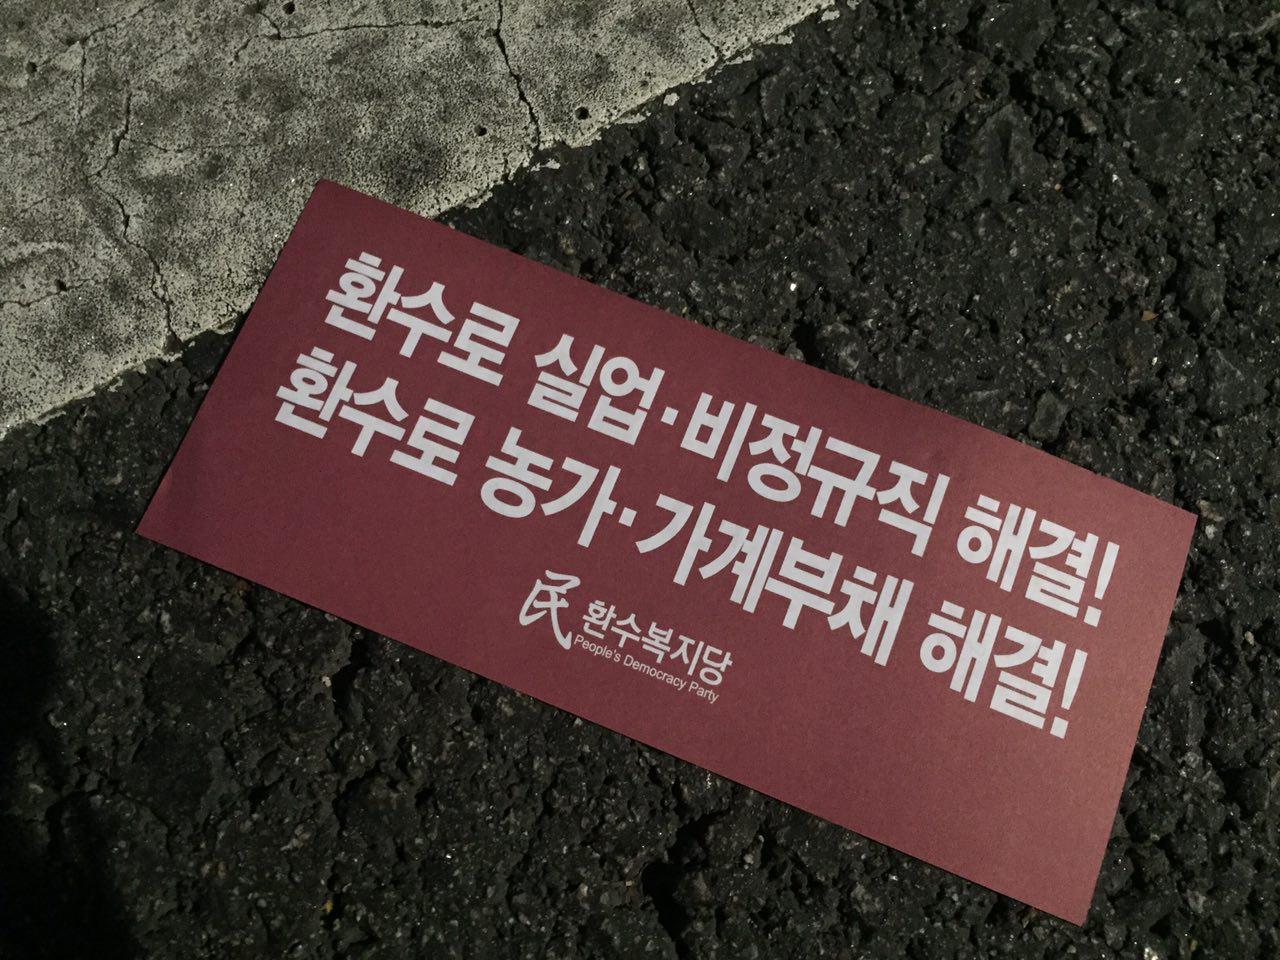 환수로 실업·비정규직 해결!
환수로 농가·가계부채 해결!
民 환수복지당
People's Democracy Party